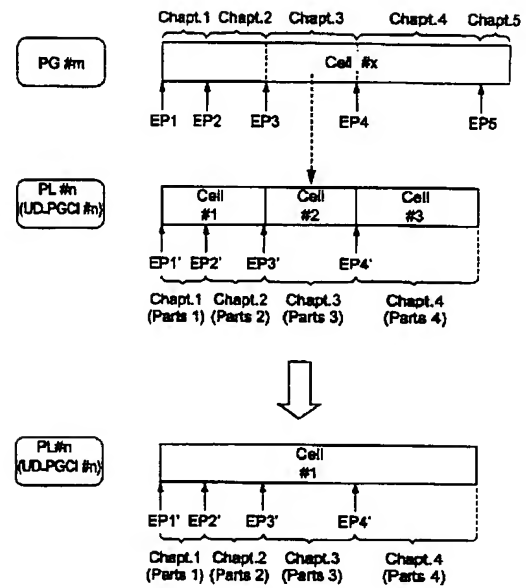 Chapt.1 Chapt.2 Chapt.3 Chapt.4 Chapt.5
PG #m
Cell #x
EP1 EP2 EP3 EP4 EP5
PL #n
(UD_PGCI #n)
Cell
#1
Cell
#2
Cell
#3
EP1' EP2' EP3' EP4'
Chapt.1
(Parts 1)
Chapt.2
(Parts 2)
Chapt.3
(Parts 3)
Chapt.4
(Parts 4)
PL#n
(UD_PGCI #n)
Cell
#1
EP1' EP2' EP3' EP4'
Chapt.1
(Parts 1)
Chapt.2
(Parts 2)
Chapt.3
(Parts 3)
Chapt.4
(Parts 4)